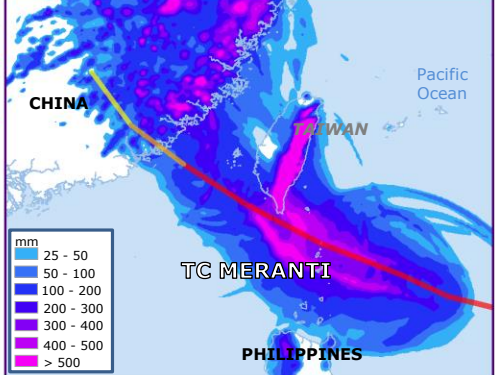 Pacific
Ocean
CHINA
TAIWAN
mm
25 - 50
50 - 100
100 - 200
200 - 300
300 - 400
400 - 500
> 500
TC MERANTI
PHILIPPINES